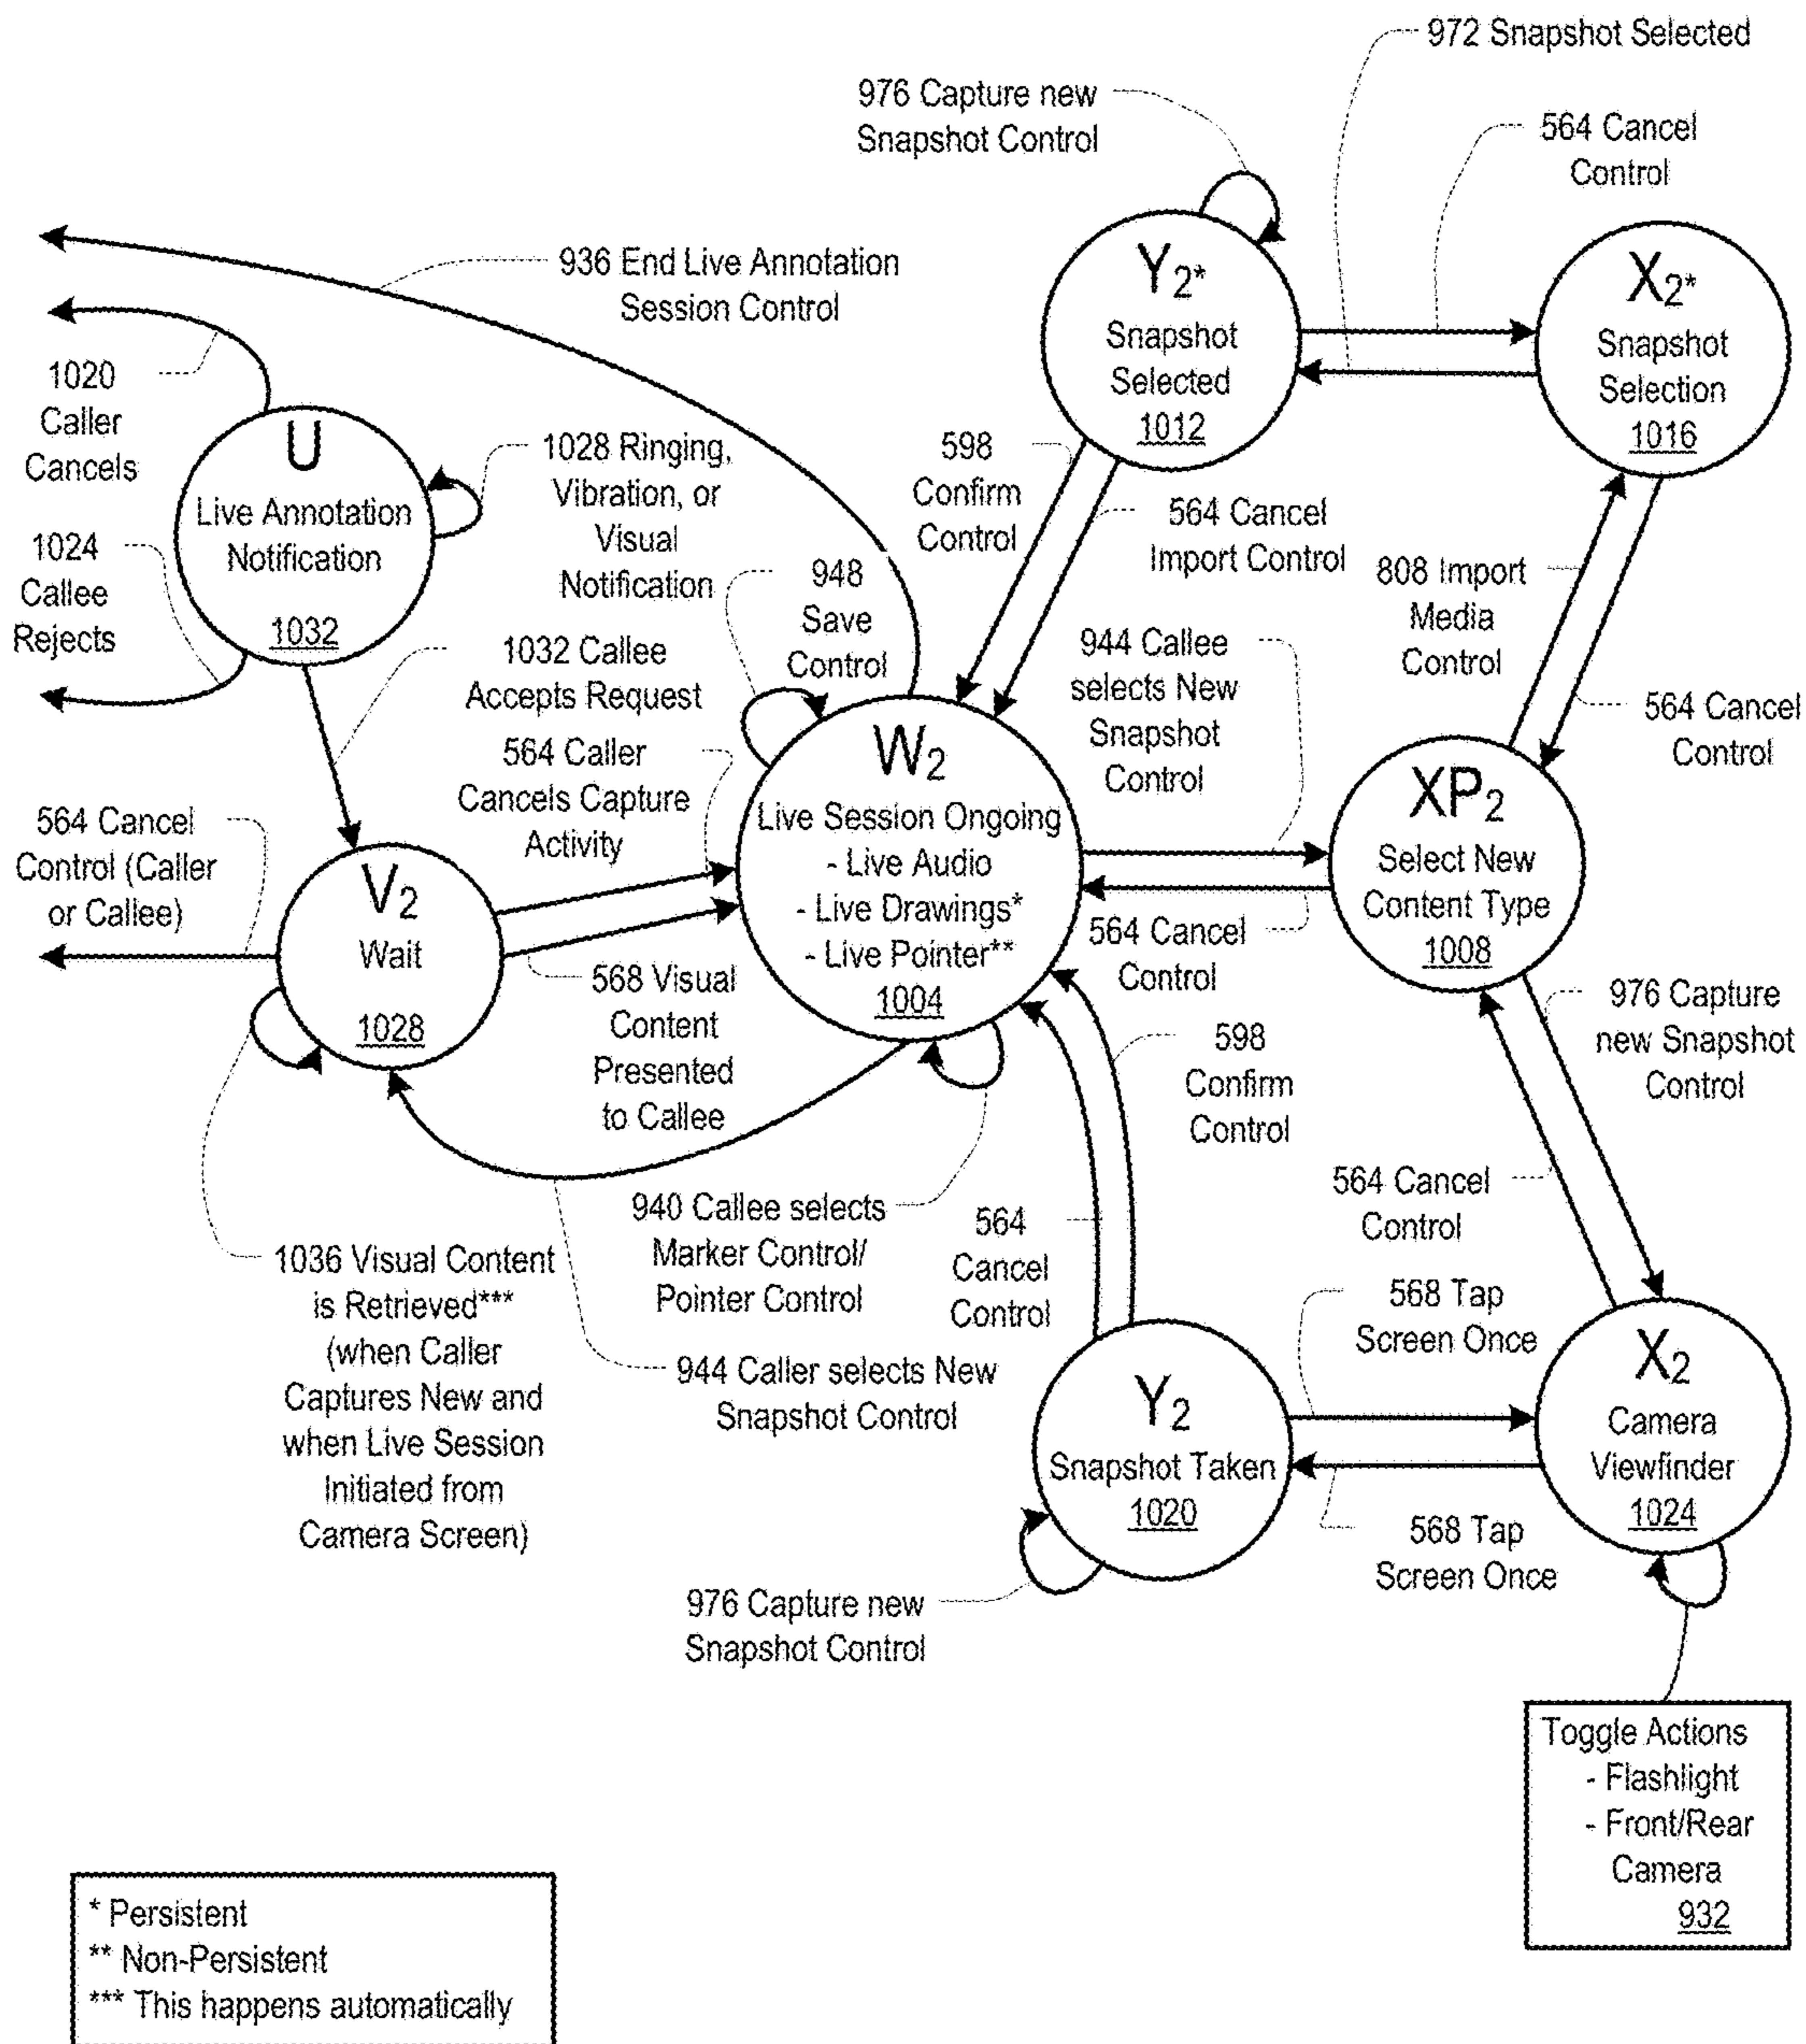 972 Snapshot Selected
976 Capture new
Snapshot Control
564 Cancel
Control
936 End Live Annotation
Session Control
Y2*
Snapshot
Selected
1012
X2*
Snapshot
Selection
1016
1020
Caller
Cancels
U
Live Annotation
Notification
1032
1028 Ringing,
Vibration, or
Visual
Notification
598
Confirm
Control
564 Cancel
Import Control
1024
Callee
Rejects
948
Save
Control
808 Import
Media
Control
1032 Callee
Accepts Request
944 Callee
selects New
Snapshot
Control
564 Cancel
Control
564 Caller
Cancels Capture
Activity
W2
Live Session Ongoing
- Live Audio
- Live Drawings*
- Live Pointer**
1004
XP2
Select New
Content Type
1008
564 Cancel
Control (Caller
or Callee)
V2
Wait
1028
564 Cancel
Control
568 Visual
Content
Presented
to Callee
976 Capture
new Snapshot
Control
598
Confirm
Control
564 Cancel
Control
940 Callee selects
Marker Control/
Pointer Control
564
Cancel
Control
1036 Visual Content
is Retrieved***
(when Caller
Captures New and
when Live Session
Initiated from
Camera Screen)
568 Tap
Screen Once
944 Caller selects New
Snapshot Control
Y2
Snapshot Taken
1020
X2
Camera
Viewfinder
1024
568 Tap
Screen Once
976 Capture new
Snapshot Control
Toggle Actions
- Flashlight
- Front/Rear
Camera
932
* Persistent
** Non-Persistent
*** This happens automatically